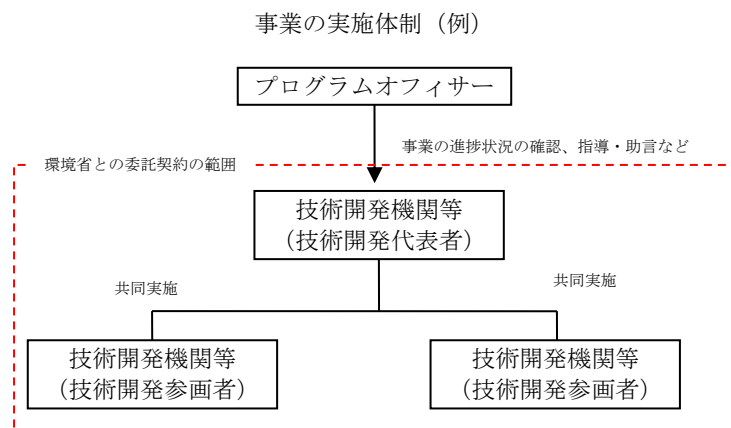 事業の実施体制（例）
プログラムオフィサー
事業の進捗状況の確認、指導・助言など
環境省との委託契約の範囲
技術開発機関等
（技術開発代表者）
共同実施
共同実施
技術開発機関等
（技術開発参画者）
技術開発機関等
（技術開発参画者）